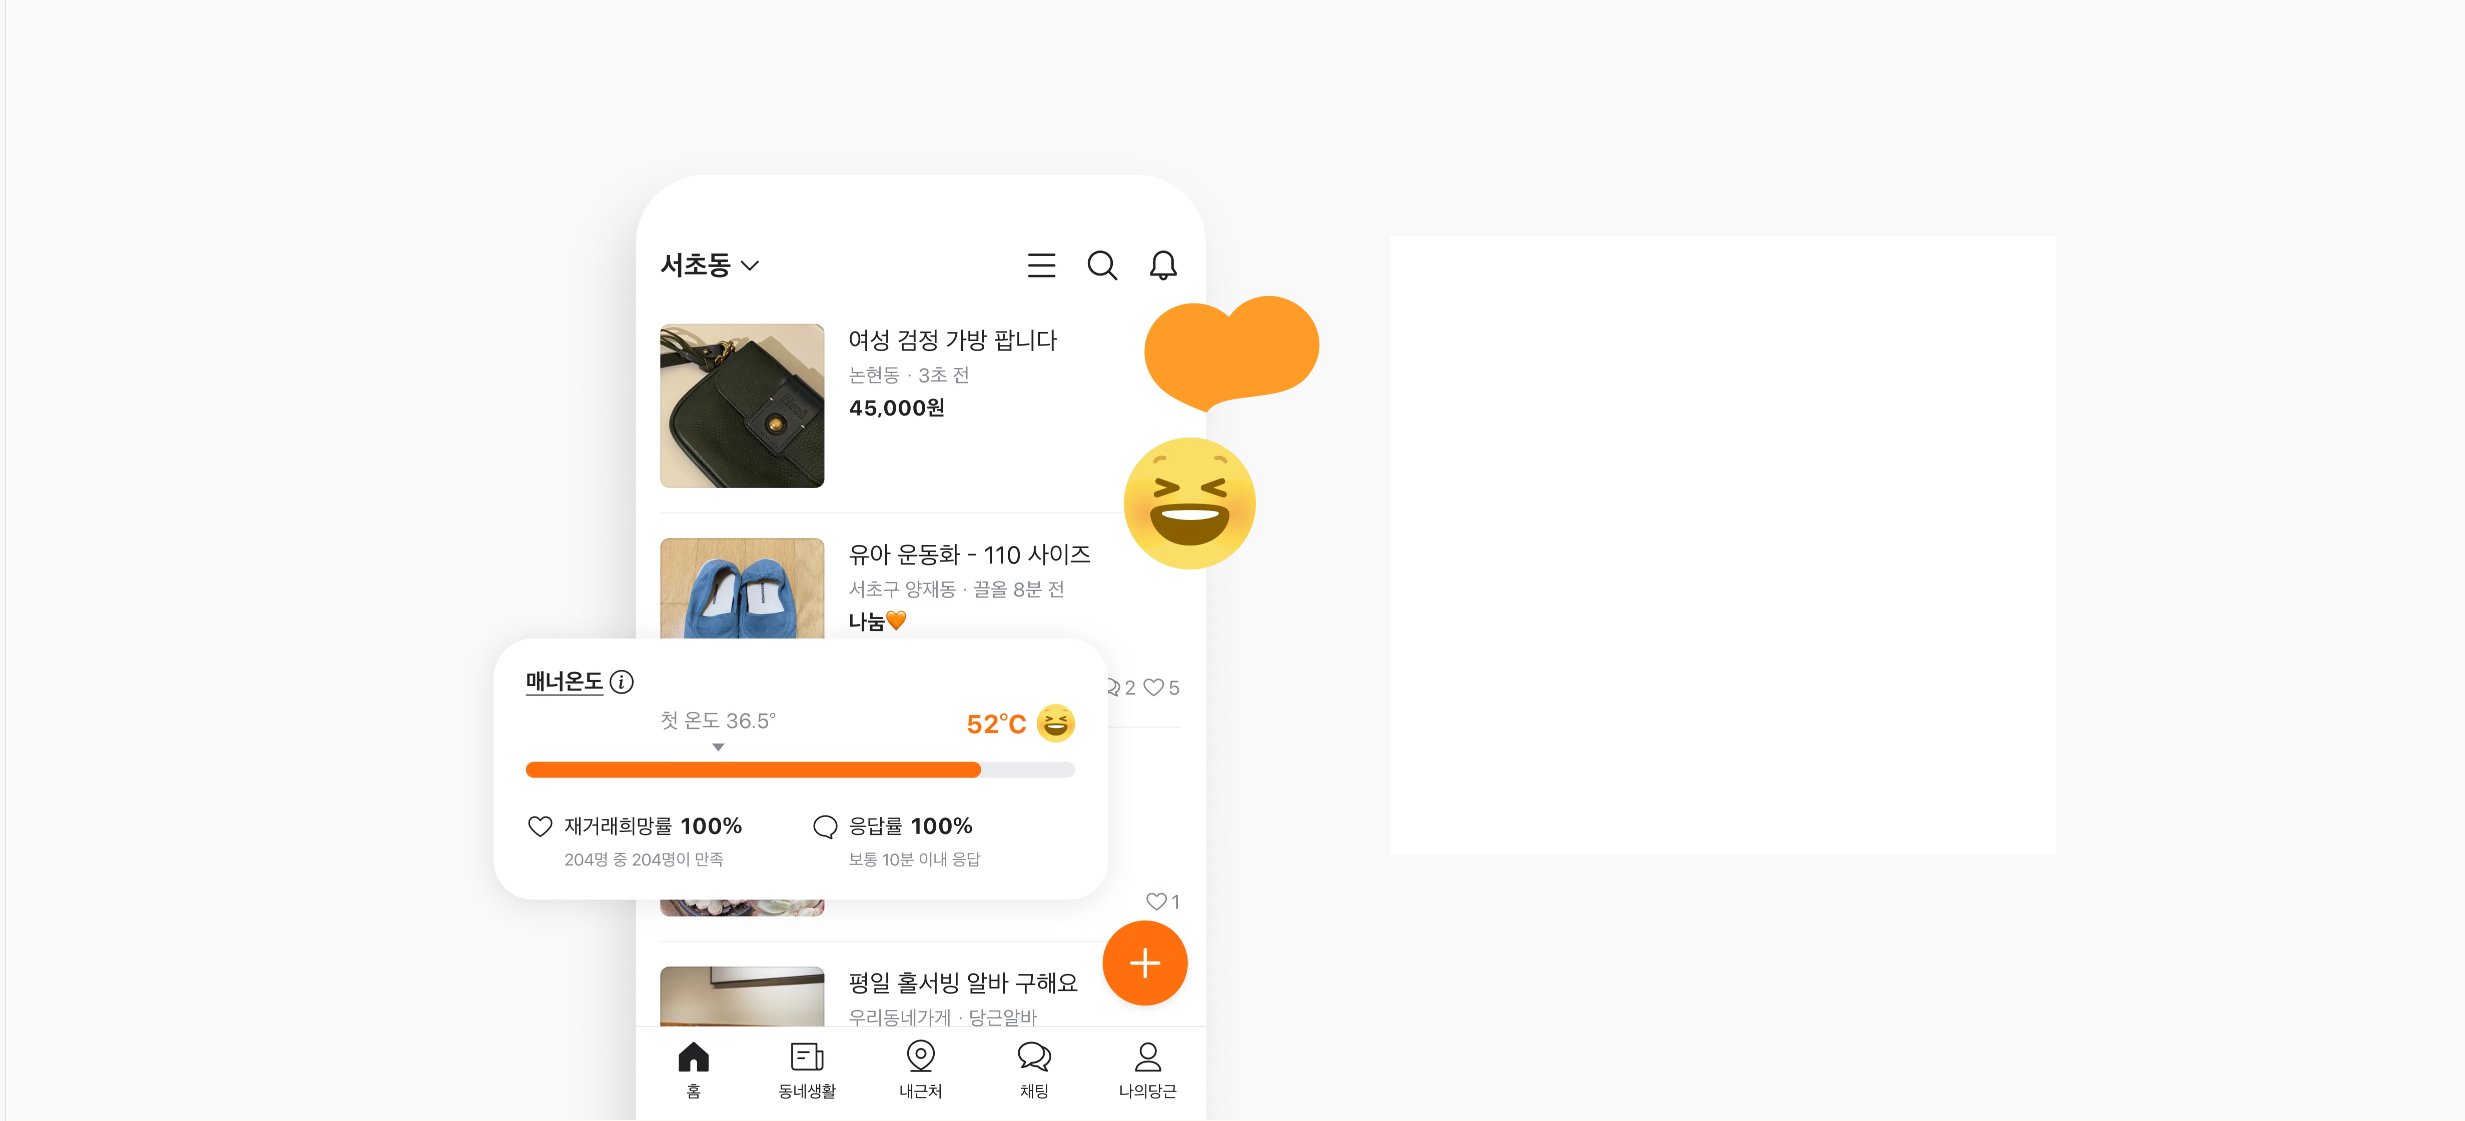 서초동
여성 검정 가방 팝니다
논현동 · 3초 전
45,000원
유아 운동화 - 110 사이즈
서초구 양재동 · 끌올 8분 전
나눔🧡
2 5
매너온도
첫 온도 36.5°
52°C
재거래희망률 100%
204명 중 204명이 만족
응답률 100%
보통 10분 이내 응답
1
평일 홀서빙 알바 구해요
우리동네가게 · 당근알바
홈
동네생활
내근처
채팅
나의당근